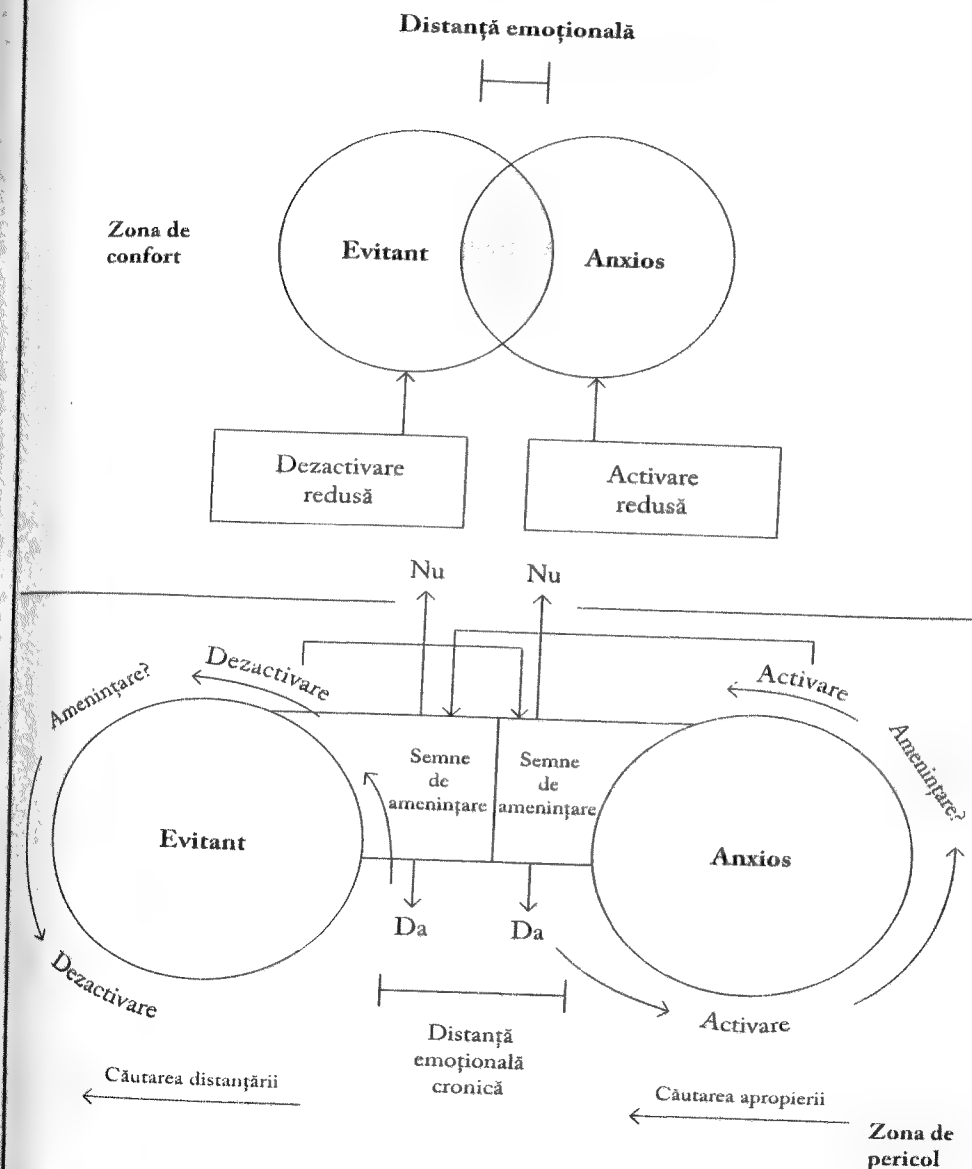 Distanță emoțională
Zona de
confort
Evitant
Anxios
Dezactivare
redusă
Activare
redusă
Nu
Nu
Amenințare?
Dezactivare
Activare
Amenințare?
Semne
de
amenințare
Semne
de
amenințare
Evitant
Anxios
Da
Da
Dezactivare
Activare
Distanță
emoțională
cronică
Căutarea distanțării
Căutarea apropierii
Zona de
pericol